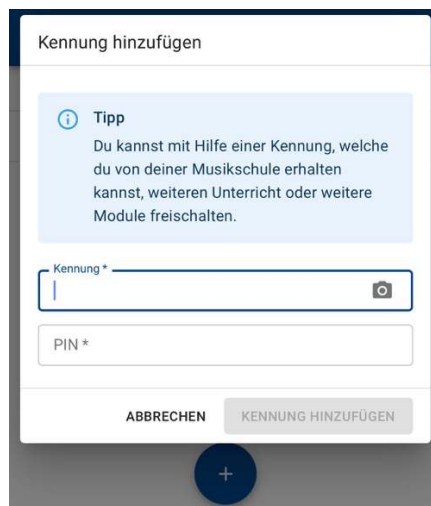 Kennung hinzufügen
Tipp
Du kannst mit Hilfe einer Kennung, welche
du von deiner Musikschule erhalten
kannst, weiteren Unterricht oder weitere
Module freischalten.
Kennung *
PIN *
ABBRECHEN KENNUNG HINZUFÜGEN